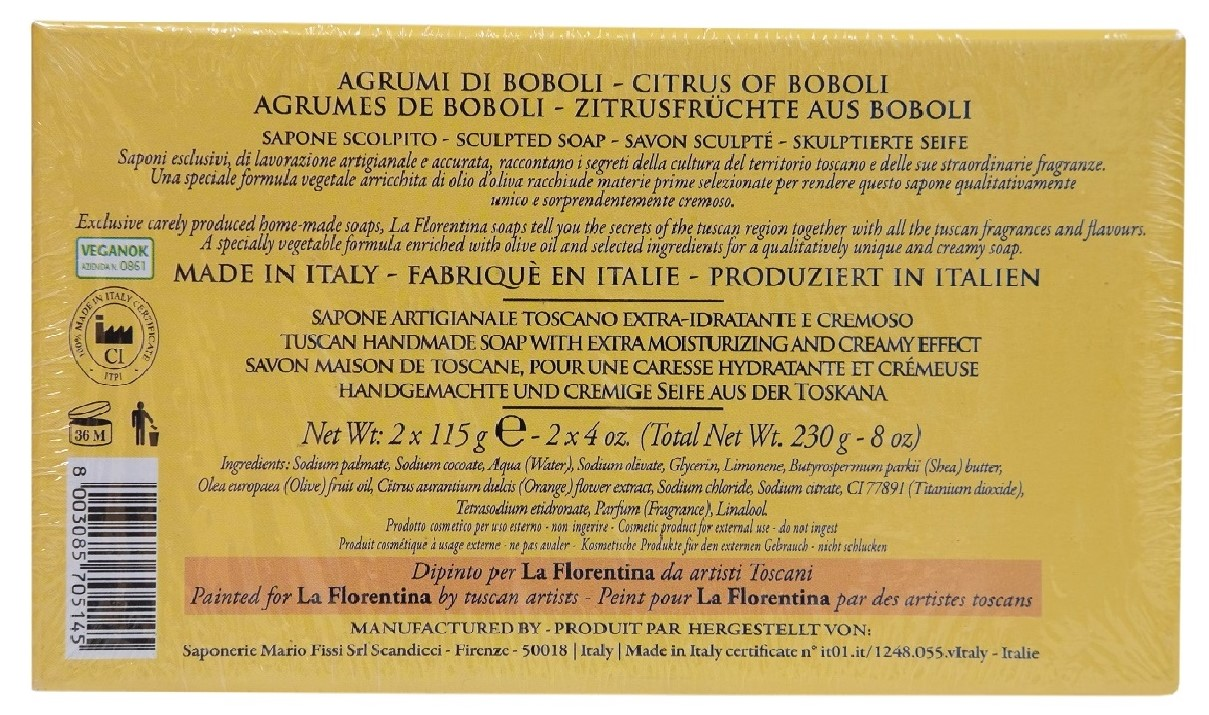 AGRUMI DI BOBOLI - CITRUS OF BOBOLI
AGRUMES DE BOBOLI - ZITRUSFRÜCHTE AUS BOBOLI
SAPONE SCOLPITO - SCULPTED SOAP - SAVON SCULPTÉ - SKULPTIERTE SEIFE
Saponi esclusivi, di lavorazione artigianale e accurata, raccontano i segreti della cultura del territorio toscano e delle sue straordinarie fragranze.
Una speciale formula vegetale arricchita di olio d'oliva racchiude materie prime selezionate per rendere questo sapone qualitativamente
unico e sorprendentemente cremoso.
Exclusive carely produced home-made soaps, La Florentina soaps tell you the secrets of the tuscan region together with all the tuscan fragrances and flavours.
A specially vegetable formula enriched with olive oil and selected ingredients for a qualitatively unique and creamy soap.
VEGANOK
AZIENDA N. 0861
MADE IN ITALY - FABRIQUÈ EN ITALIE - PRODUZIERT IN ITALIEN
100% MADE IN ITALY CERTIFICATE
CI
ITPI
SAPONE ARTIGIANALE TOSCANO EXTRA-IDRATANTE E CREMOSO
TUSCAN HANDMADE SOAP WITH EXTRA MOISTURIZING AND CREAMY EFFECT
SAVON MAISON DE TOSCANE, POUR UNE CARESSE HYDRATANTE ET CRÉMEUSE
HANDGEMACHTE UND CREMIGE SEIFE AUS DER TOSKANA
36 M
Net Wt: 2 x 115 g e - 2 x 4 oz. (Total Net Wt. 230 g - 8 oz)
Ingredients: Sodium palmate, Sodium cocoate, Aqua (Water), Sodium olivate, Glycerin, Limonene, Butyrospermum parkii (Shea) butter,
Olea europaea (Olive) fruit oil, Citrus aurantium dulcis (Orange) flower extract, Sodium chloride, Sodium citrate, CI 77891 (Titanium dioxide),
Tetrasodium etidronate, Parfum (Fragrance), Linalool.
Prodotto cosmetico per uso esterno - non ingerire - Cosmetic product for external use - do not ingest
Produit cosmétique à usage externe - ne pas avaler - Kosmetische Produkte für den externen Gebrauch - nicht schlucken
8 003085 705145
Dipinto per La Florentina da artisti Toscani
Painted for La Florentina by tuscan artists - Peint pour La Florentina par des artistes toscans
MANUFACTURED BY - PRODUIT PAR HERGESTELLT VON:
Saponerie Mario Fissi Srl Scandicci - Firenze - 50018 | Italy | Made in Italy certificate n° it01.it/1248.055.vItaly - Italie